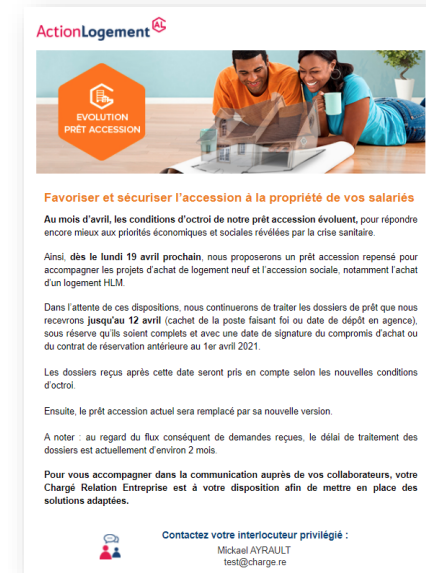 ActionLogement AL
EVOLUTION
PRÊT ACCESSION
Favoriser et sécuriser l'accession à la propriété de vos salariés
Au mois d'avril, les conditions d'octroi de notre prêt accession évoluent, pour répondre
encore mieux aux priorités économiques et sociales révélées par la crise sanitaire.
Ainsi, dès le lundi 19 avril prochain, nous proposerons un prêt accession repensé pour
accompagner les projets d'achat de logement neuf et l'accession sociale, notamment l'achat
d'un logement HLM.
Dans l'attente de ces dispositions, nous continuerons de traiter les dossiers de prêt que nous
recevrons jusqu'au 12 avril (cachet de la poste faisant foi ou date de dépôt en agence),
sous réserve qu'ils soient complets et avec une date de signature du compromis d'achat ou
du contrat de réservation antérieure au 1er avril 2021.
Les dossiers reçus après cette date seront pris en compte selon les nouvelles conditions
d'octroi.
Ensuite, le prêt accession actuel sera remplacé par sa nouvelle version.
A noter : au regard du flux conséquent de demandes reçues, le délai de traitement des
dossiers est actuellement d'environ 2 mois.
Pour vous accompagner dans la communication auprès de vos collaborateurs, votre
Chargé Relation Entreprise est à votre disposition afin de mettre en place des
solutions adaptées.
Contactez votre interlocuteur privilégié :
Mickael AYRAULT
test@charge.re